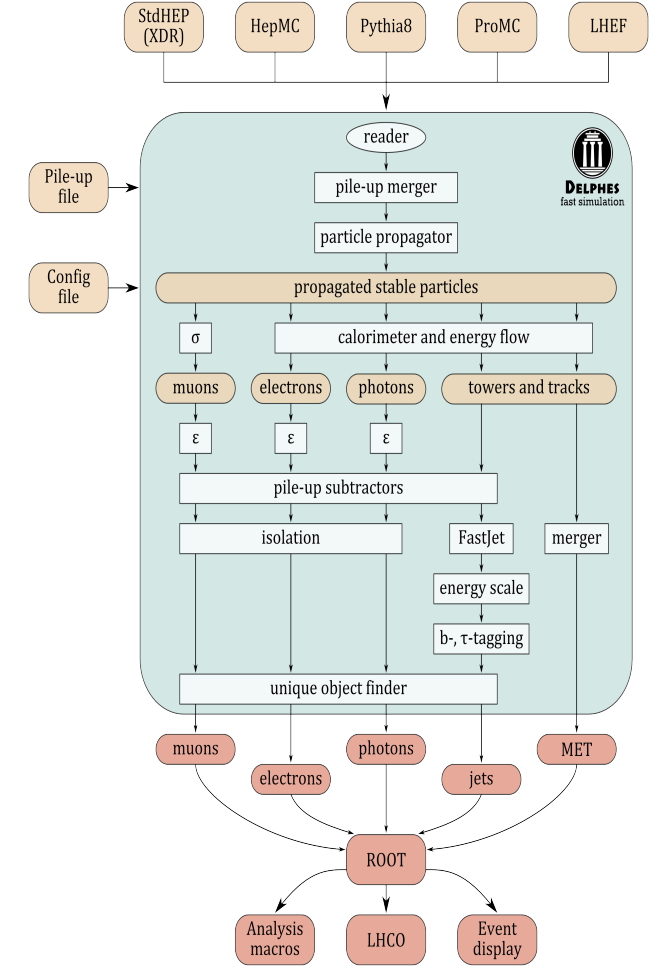 StdHEP
(XDR)
HepMC
Pythia8
ProMC
LHEF
reader
DELPHES
fast simulation
Pile-up
file
pile-up merger
particle propagator
Config
file
propagated stable particles
σ
calorimeter and energy flow
muons
electrons
photons
towers and tracks
ε
ε
ε
pile-up subtractors
isolation
FastJet
merger
energy scale
b-, τ-tagging
unique object finder
muons
electrons
photons
jets
MET
ROOT
Analysis
macros
LHCO
Event
display